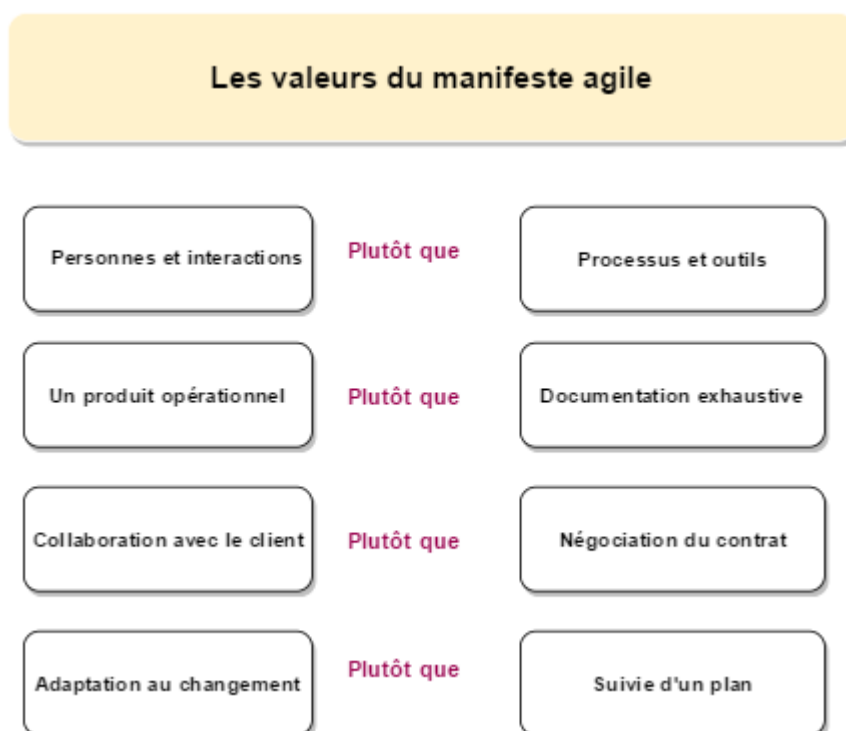 Les valeurs du manifeste agile
Personnes et interactions Plutôt que Processus et outils
Un produit opérationnel Plutôt que Documentation exhaustive
Collaboration avec le client Plutôt que Négociation du contrat
Adaptation au changement Plutôt que Suivie d'un plan